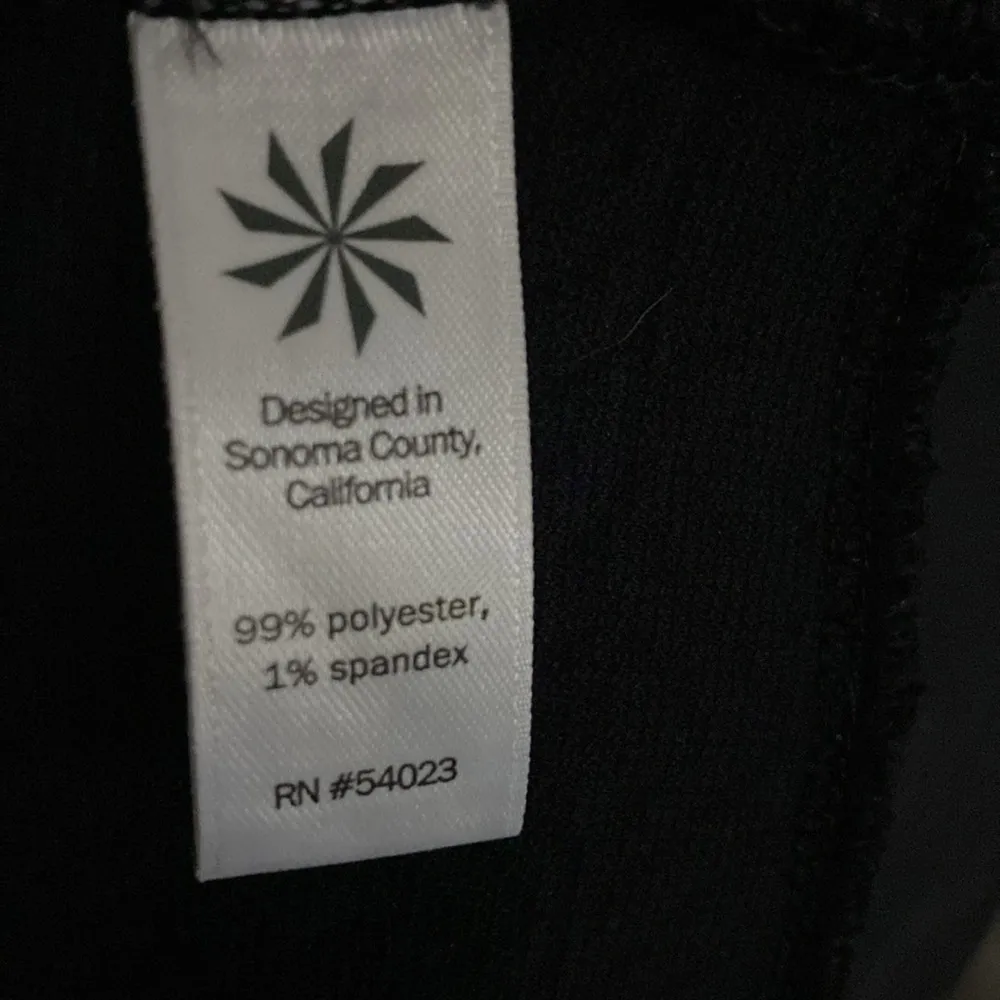 Designed in
Sonoma County,
California
99% polyester,
1% spandex
RN #54023